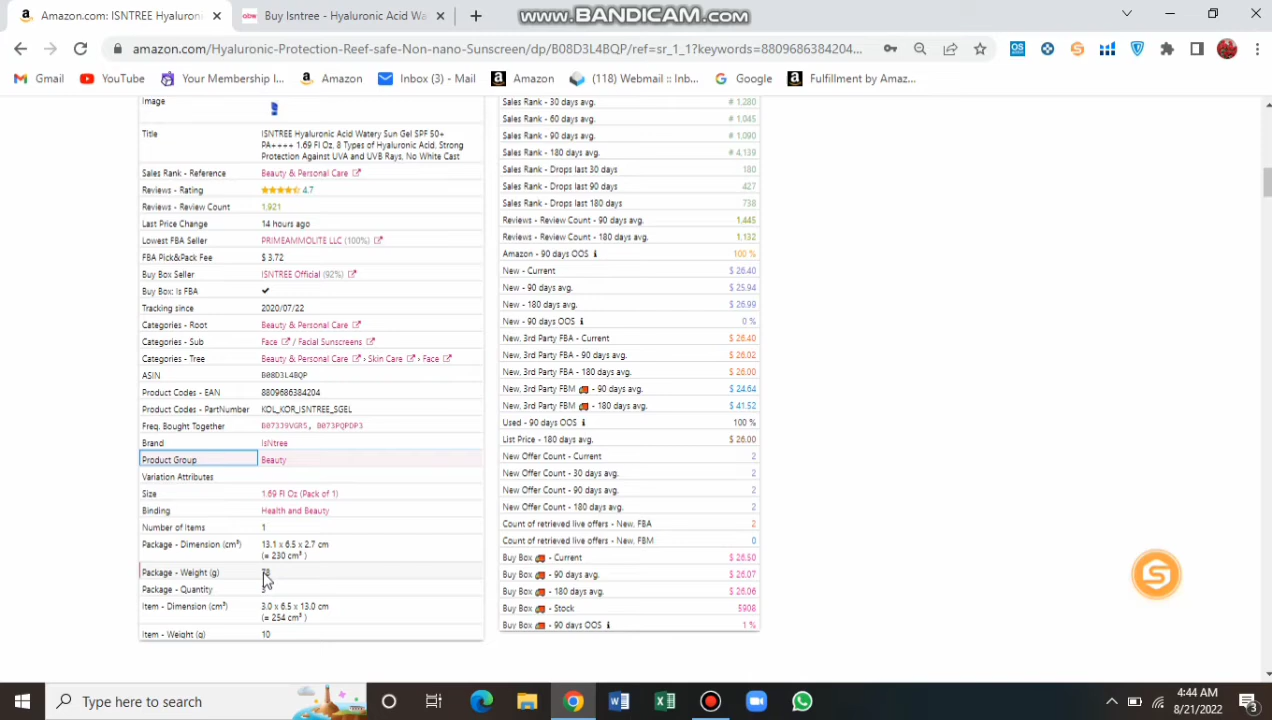 www.BANDICAM.com
Amazon.com: ISNTREE Hyaluroni
Buy Isntree - Hyaluronic Acid Wa
amazon.com/Hyaluronic-Protection-Reef-safe-Non-nano-Sunscreen/dp/B08D3L4BQP/ref=sr_1_1?keywords=8809686384204...
Gmail
YouTube
Your Membership I...
Amazon
Inbox (3) - Mail
Amazon
(118) Webmail :: In...
Google
Fulfillment by Amaz...
Image
Title
ISNTREE Hyaluronic Acid Watery Sun Gel SPF 50+
PA++++ 1.69 Fl Oz, 8 Types of Hyaluronic Acid, Strong
Protection Against UVA and UVB Rays, No White Cast
Sales Rank - Reference Beauty & Personal Care
Reviews - Rating 4.7
Reviews - Review Count 1,921
Last Price Change 14 hours ago
Lowest FBA Seller PRIMEAMMOLITE LLC (100%)
FBA Pick&Pack Fee $ 3.72
Buy Box Seller ISNTREE Official (92%)
Buy Box: Is FBA ✔
Tracking since 2020/07/22
Categories - Root Beauty & Personal Care
Categories - Sub Face / Facial Sunscreens
Categories - Tree Beauty & Personal Care › Skin Care › Face
ASIN B08D3L4BQP
Product Codes - EAN 8809686384204
Product Codes - PartNumber KOL_KOR_ISNTREE_SGEL
Freq. Bought Together B07339VGR5, B073PQPDP3
Brand IsNtree
Product Group Beauty
Variation Attributes
Size 1.69 Fl Oz (Pack of 1)
Binding Health and Beauty
Number of Items 1
Package - Dimension (cm³) 13.1 x 6.5 x 2.7 cm
(= 230 cm³ )
Package - Weight (g)
Package - Quantity
Item - Dimension (cm³) 3.0 x 6.5 x 13.0 cm
(= 254 cm³ )
Item - Weight (g) 10
Sales Rank - 30 days avg. # 1,280
Sales Rank - 60 days avg. # 1,045
Sales Rank - 90 days avg. # 1,090
Sales Rank - 180 days avg. # 4,139
Sales Rank - Drops last 30 days 180
Sales Rank - Drops last 90 days 427
Sales Rank - Drops last 180 days 738
Reviews - Review Count - 90 days avg. 1,445
Reviews - Review Count - 180 days avg. 1,132
Amazon - 90 days OOS 100 %
New - Current $ 26.40
New - 90 days avg. $ 25.94
New - 180 days avg. $ 26.99
New - 90 days OOS 0 %
New, 3rd Party FBA - Current $ 26.40
New, 3rd Party FBA - 90 days avg. $ 26.02
New, 3rd Party FBA - 180 days avg. $ 26.00
New, 3rd Party FBM - 90 days avg. $ 24.64
New, 3rd Party FBM - 180 days avg. $ 41.52
Used - 90 days OOS 100 %
List Price - 180 days avg. $ 26.00
New Offer Count - Current 2
New Offer Count - 30 days avg. 2
New Offer Count - 90 days avg. 2
New Offer Count - 180 days avg. 2
Count of retrieved live offers - New, FBA 2
Count of retrieved live offers - New, FBM 0
Buy Box - Current $ 26.50
Buy Box - 90 days avg. $ 26.07
Buy Box - 180 days avg. $ 26.06
Buy Box - Stock 5908
Buy Box - 90 days OOS 1 %
Type here to search
4:44 AM
8/21/2022
3